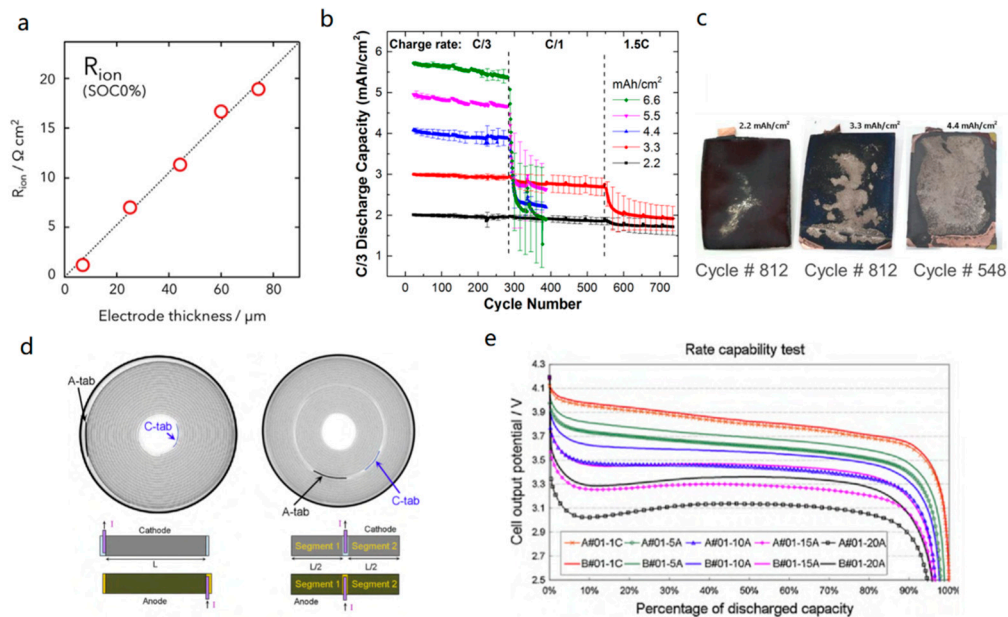 a
R_ion
(SOC0%)
R_ion / Ω cm²
20
15
10
5
0
0 20 40 60 80
Electrode thickness / µm
b
Charge rate: C/3 C/1 1.5C
C/3 Discharge Capacity (mAh/cm²)
6
5
4
3
2
1
mAh/cm²
6.6
5.5
4.4
3.3
2.2
0 100 200 300 400 500 600 700
Cycle Number
c
2.2 mAh/cm² 3.3 mAh/cm² 4.4 mAh/cm²
Cycle # 812 Cycle # 812 Cycle # 548
d
A-tab
C-tab
A-tab
C-tab
I
Cathode
L
Anode
I
I
Cathode
Segment 1 Segment 2
L/2 L/2
Segment 1 Segment 2
Anode
I
e
Rate capability test
Cell output potential / V
4.3
4.1
3.9
3.7
3.5
3.3
3.1
2.9
2.7
2.5
A#01-1C A#01-5A A#01-10A A#01-15A A#01-20A
B#01-1C B#01-5A B#01-10A B#01-15A B#01-20A
0% 10% 20% 30% 40% 50% 60% 70% 80% 90% 100%
Percentage of discharged capacity